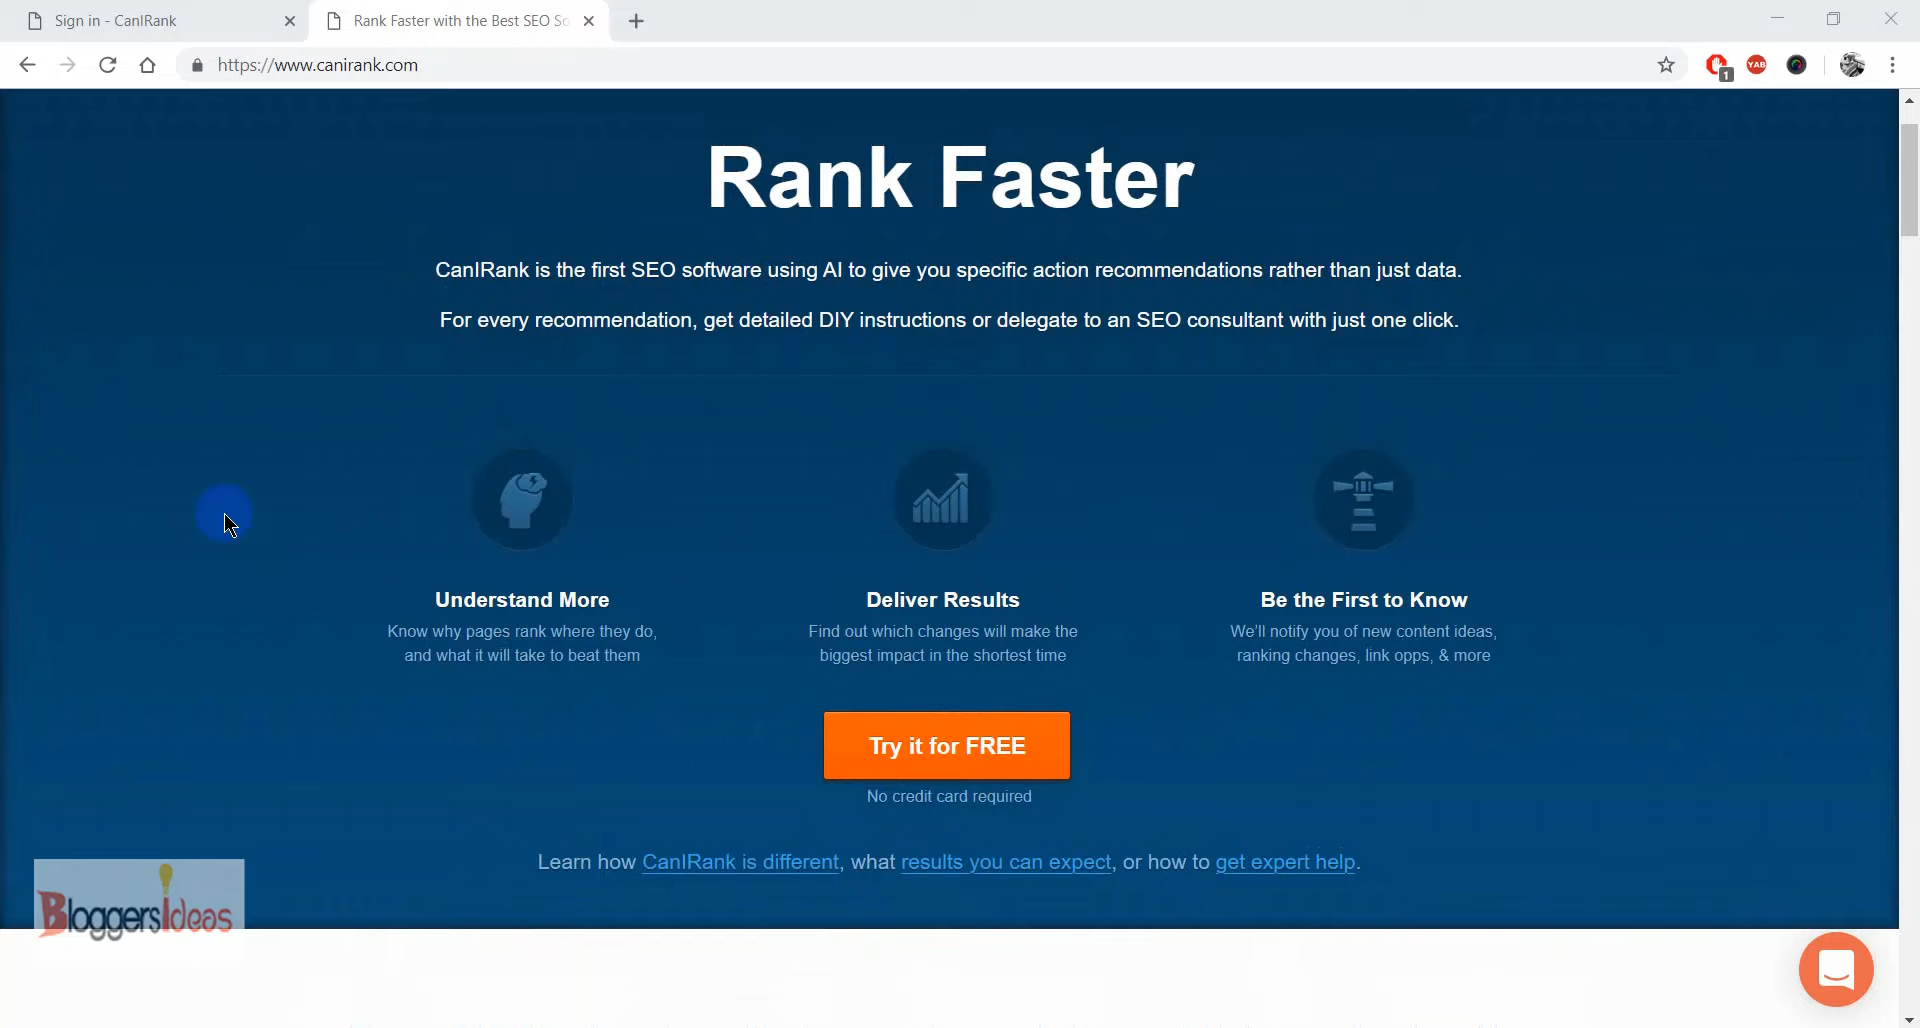 Sign in - CanIRank
Rank Faster with the Best SEO So
https://www.canirank.com
1
YAB
Rank Faster
CanIRank is the first SEO software using AI to give you specific action recommendations rather than just data.
For every recommendation, get detailed DIY instructions or delegate to an SEO consultant with just one click.
Understand More
Know why pages rank where they do,
and what it will take to beat them
Deliver Results
Find out which changes will make the
biggest impact in the shortest time
Be the First to Know
We'll notify you of new content ideas,
ranking changes, link opps, & more
Try it for FREE
No credit card required
Learn how CanIRank is different, what results you can expect, or how to get expert help.
BloggersIdeas